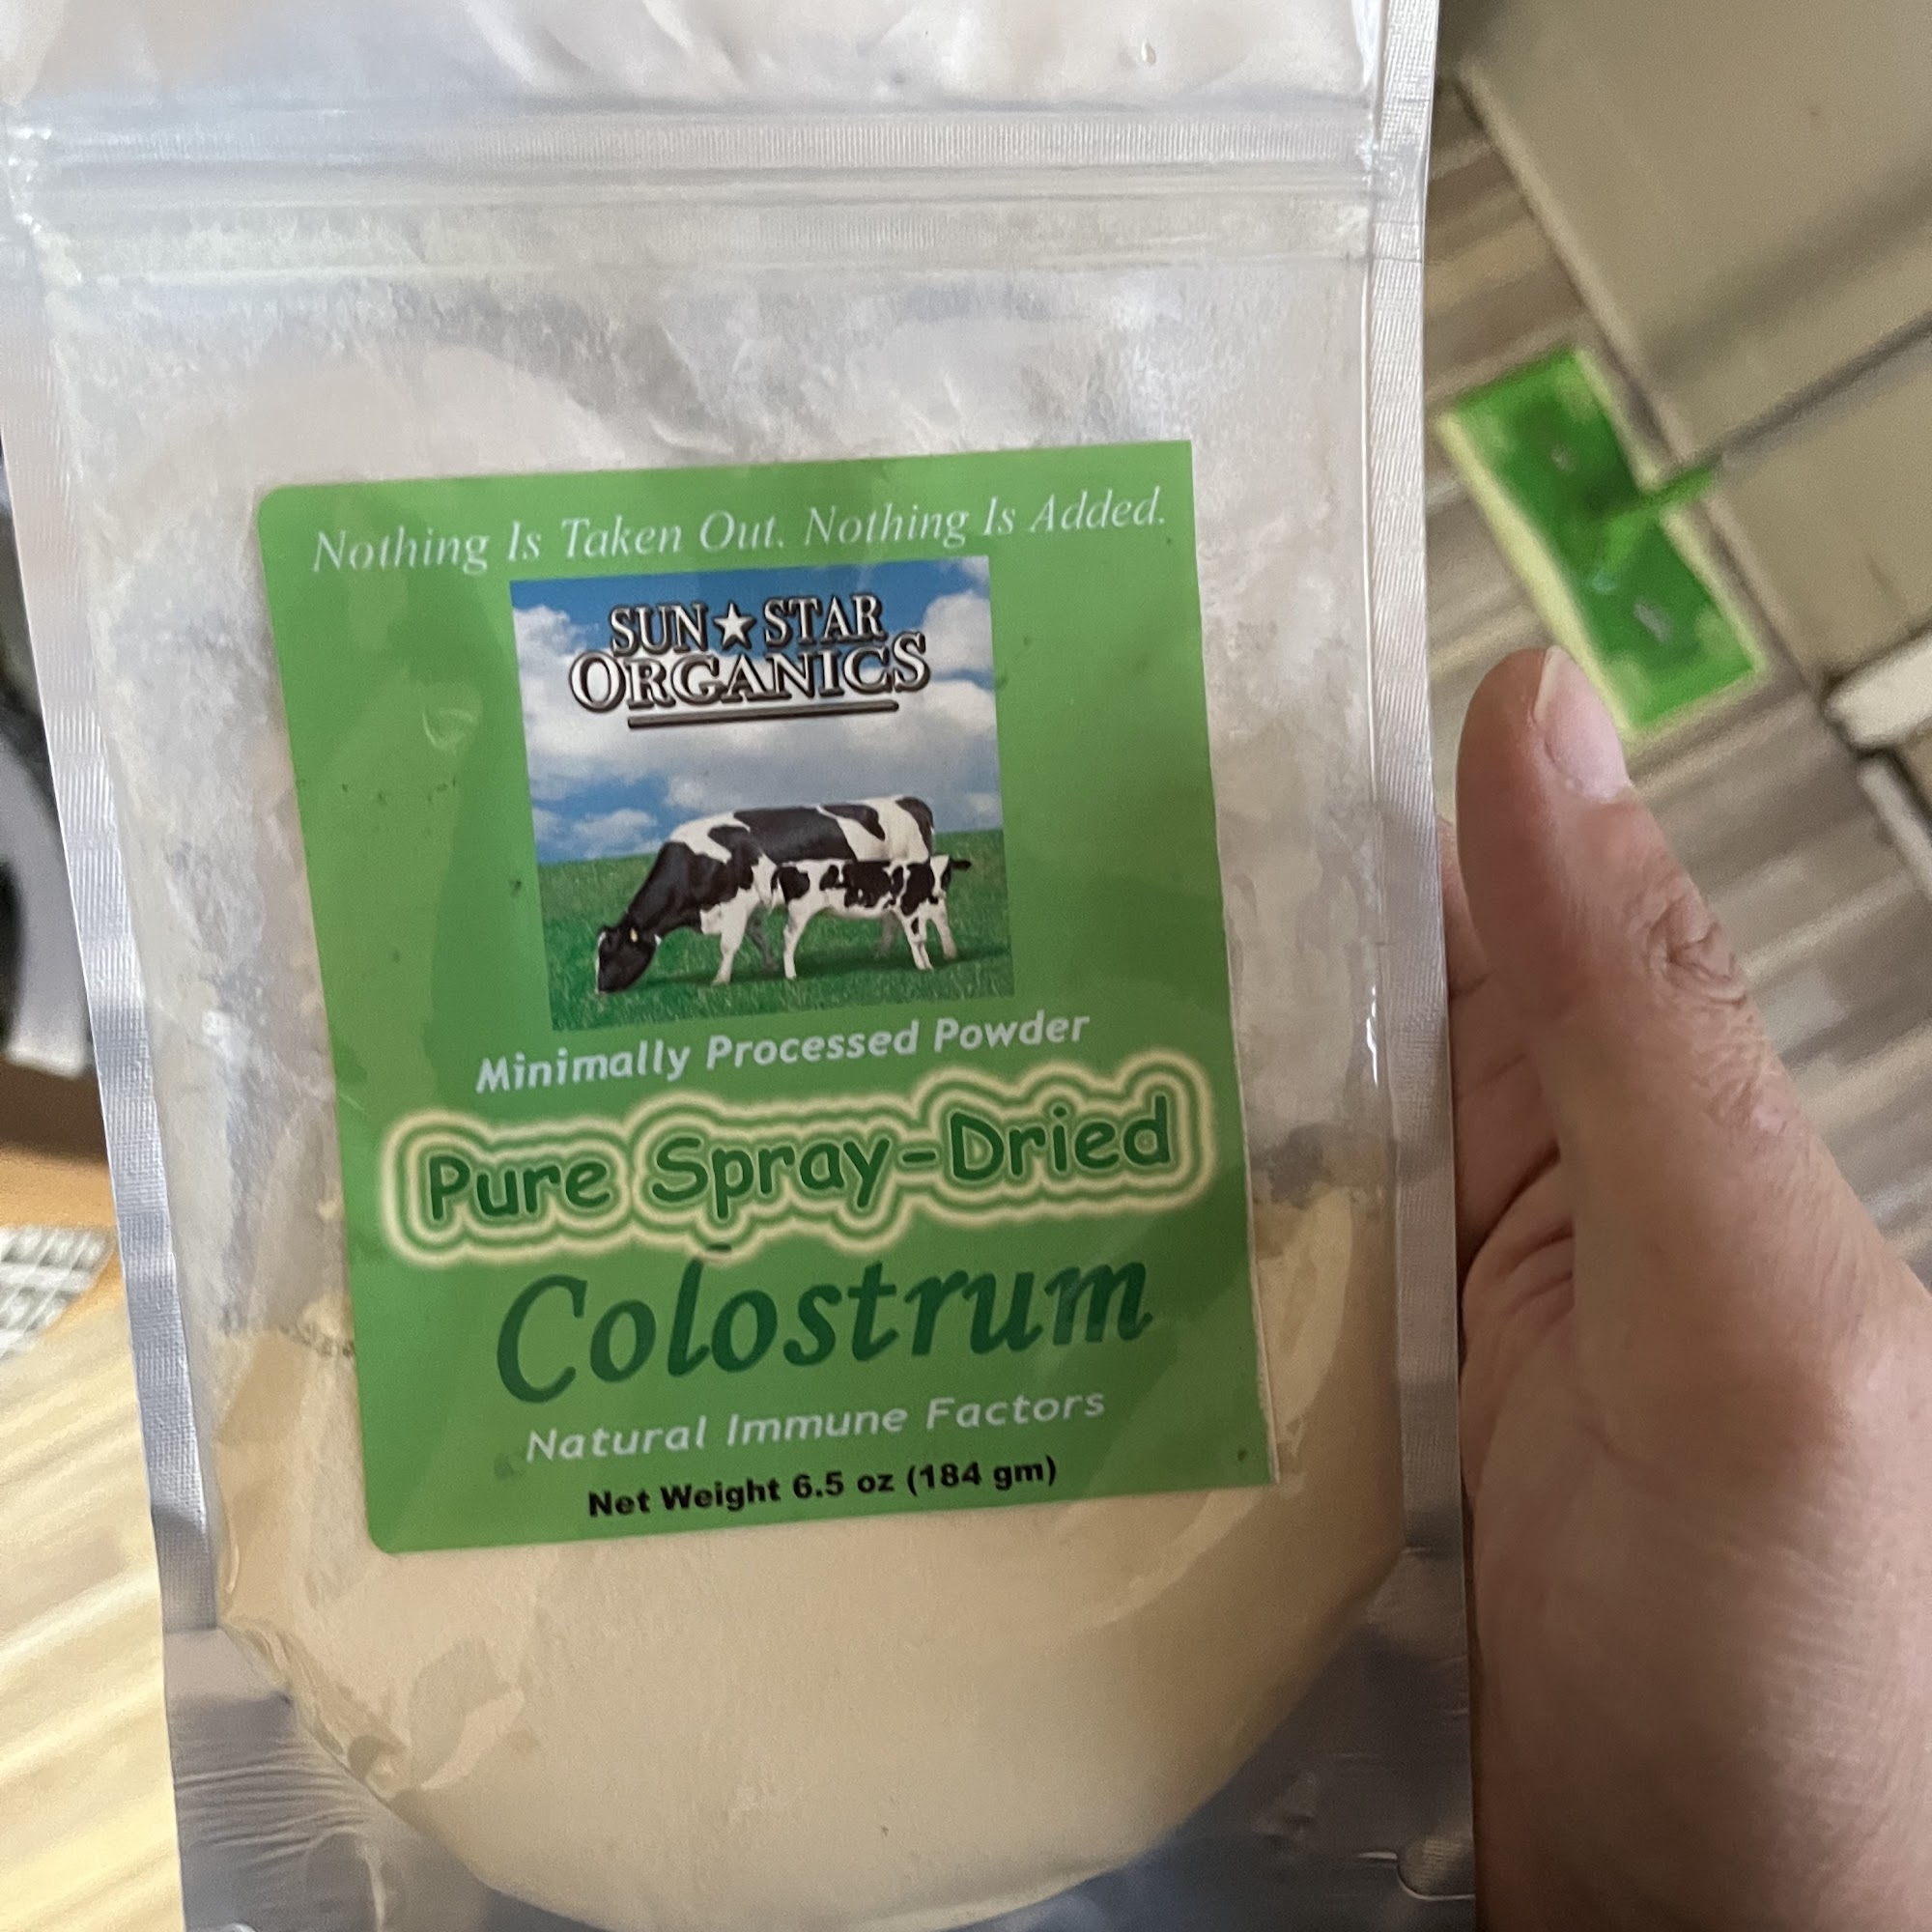 Nothing Is Taken Out. Nothing Is Added.
SUN★STAR
ORGANICS
Minimally Processed Powder
Pure Spray-Dried
Colostrum
Natural Immune Factors
Net Weight 6.5 oz (184 gm)